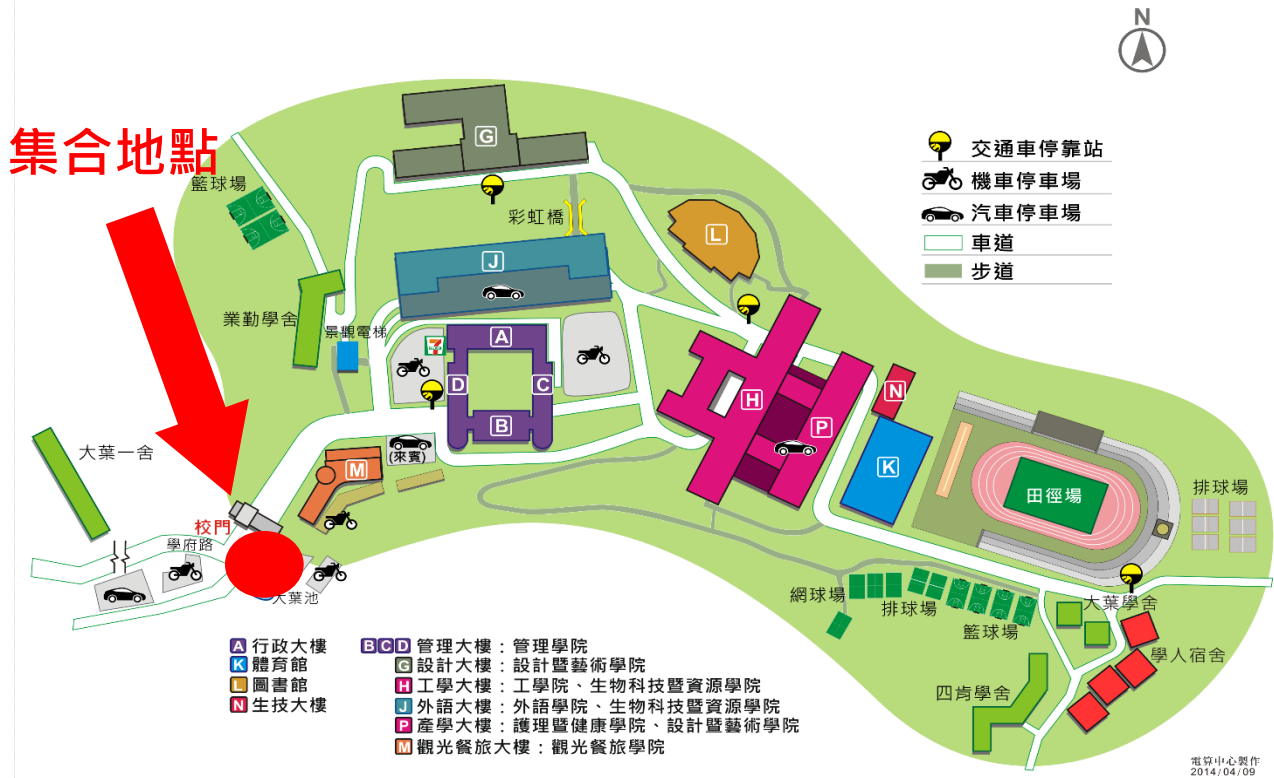 N
集合地點
籃球場
G
交通車停靠站
機車停車場
汽車停車場
車道
步道
彩虹橋
L
J
業勤學舍
景觀電梯
A
D
C
B
H
P
N
K
大葉一舍
M
(來賓)
田徑場
排球場
校門
學府路
大葉池
網球場
排球場
籃球場
大葉學舍
學人宿舍
四肯學舍
A 行政大樓
K 體育館
L 圖書館
N 生技大樓
BCD 管理大樓：管理學院
G 設計大樓：設計暨藝術學院
H 工學大樓：工學院、生物科技暨資源學院
J 外語大樓：外語學院、生物科技暨資源學院
P 產學大樓：護理暨健康學院、設計暨藝術學院
M 觀光餐旅大樓：觀光餐旅學院
電算中心製作
2014/04/09